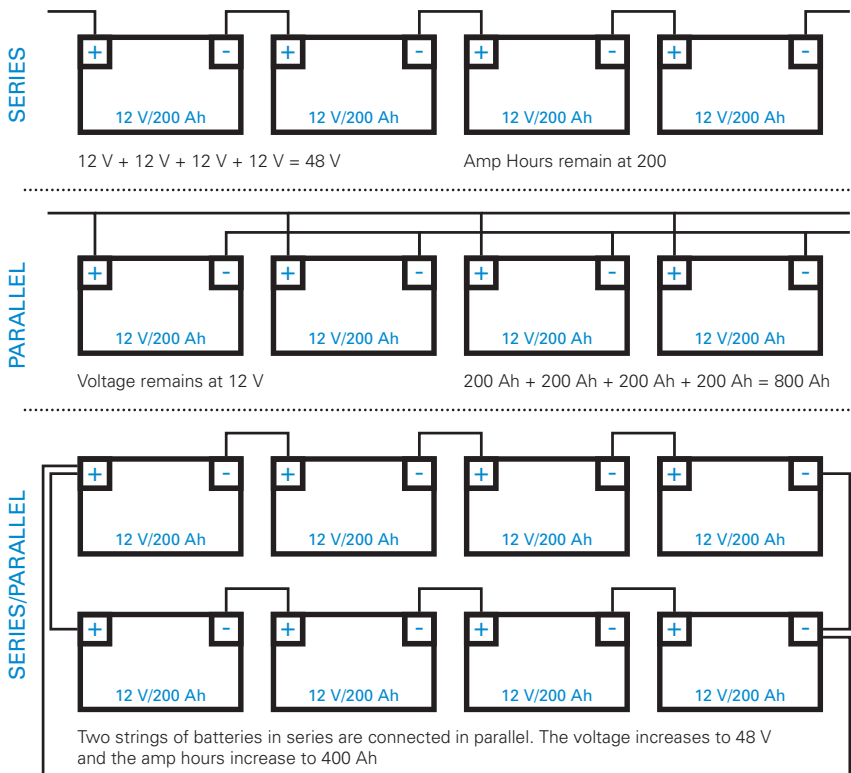 SERIES
+ - + - + - + -
12 V/200 Ah 12 V/200 Ah 12 V/200 Ah 12 V/200 Ah
12 V + 12 V + 12 V + 12 V = 48 V Amp Hours remain at 200
PARALLEL
+ - + - + - + -
12 V/200 Ah 12 V/200 Ah 12 V/200 Ah 12 V/200 Ah
Voltage remains at 12 V 200 Ah + 200 Ah + 200 Ah + 200 Ah = 800 Ah
SERIES/PARALLEL
+ - + - + - + -
12 V/200 Ah 12 V/200 Ah 12 V/200 Ah 12 V/200 Ah
+ - + - + - + -
12 V/200 Ah 12 V/200 Ah 12 V/200 Ah 12 V/200 Ah
Two strings of batteries in series are connected in parallel. The voltage increases to 48 V
and the amp hours increase to 400 Ah